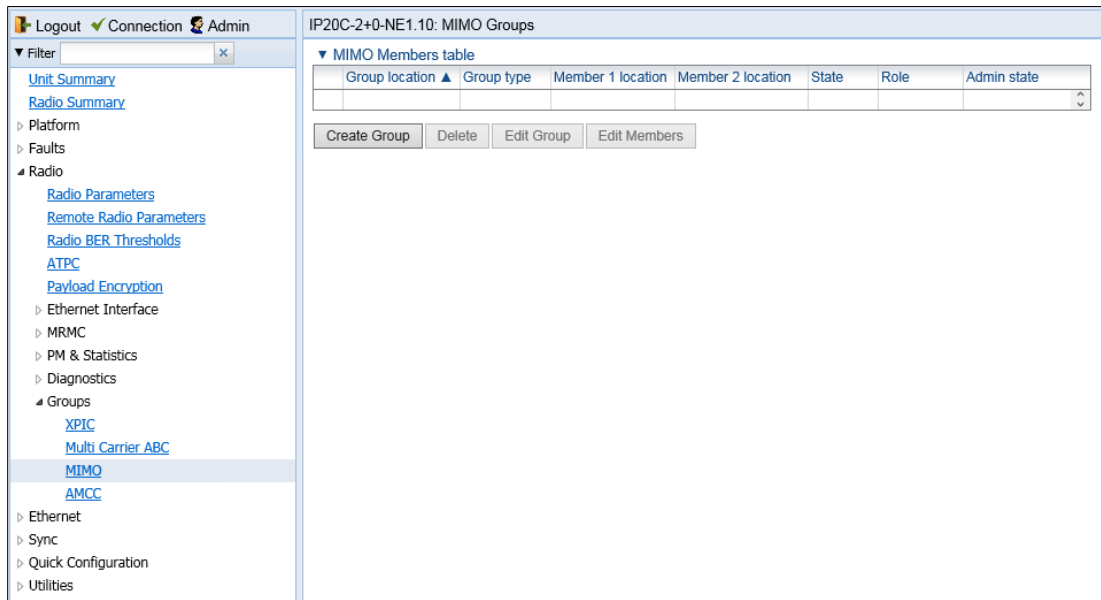 Logout Connection Admin
Filter
Unit Summary
Radio Summary
Platform
Faults
Radio
Radio Parameters
Remote Radio Parameters
Radio BER Thresholds
ATPC
Payload Encryption
Ethernet Interface
MRMC
PM & Statistics
Diagnostics
Groups
XPIC
Multi Carrier ABC
MIMO
AMCC
Ethernet
Sync
Quick Configuration
Utilities
IP20C-2+0-NE1.10: MIMO Groups
MIMO Members table
Group location ▲ Group type Member 1 location Member 2 location State Role Admin state
Create Group Delete Edit Group Edit Members